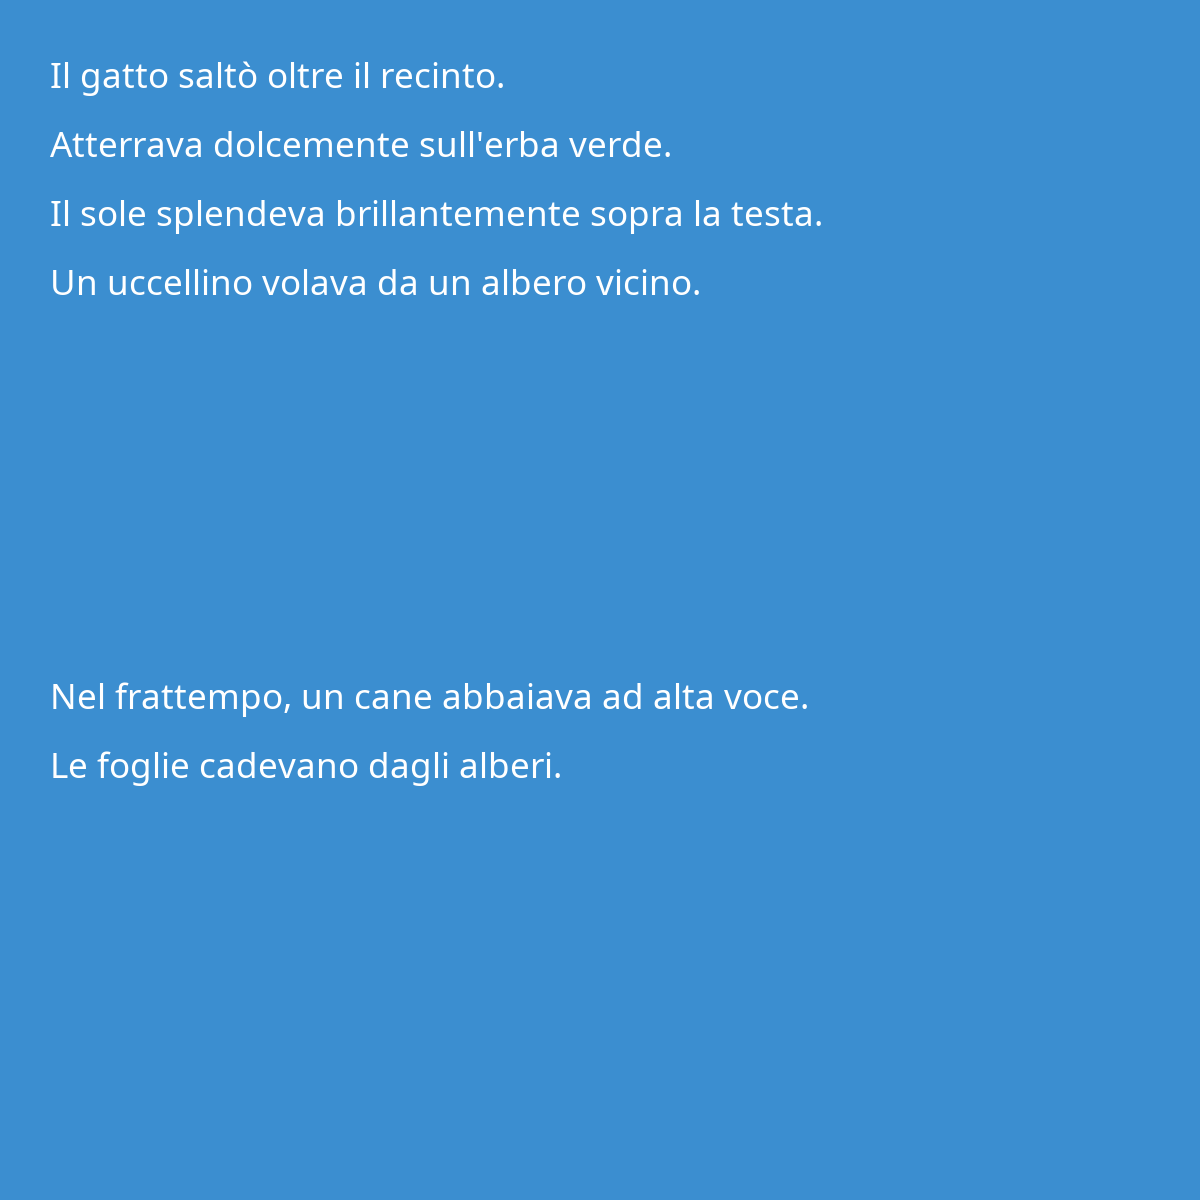 Il gatto saltò oltre il recinto.
Atterrava dolcemente sull'erba verde.
Il sole splendeva brillantemente sopra la testa.
Un uccellino volava da un albero vicino.
Nel frattempo, un cane abbaiava ad alta voce.
Le foglie cadevano dagli alberi.